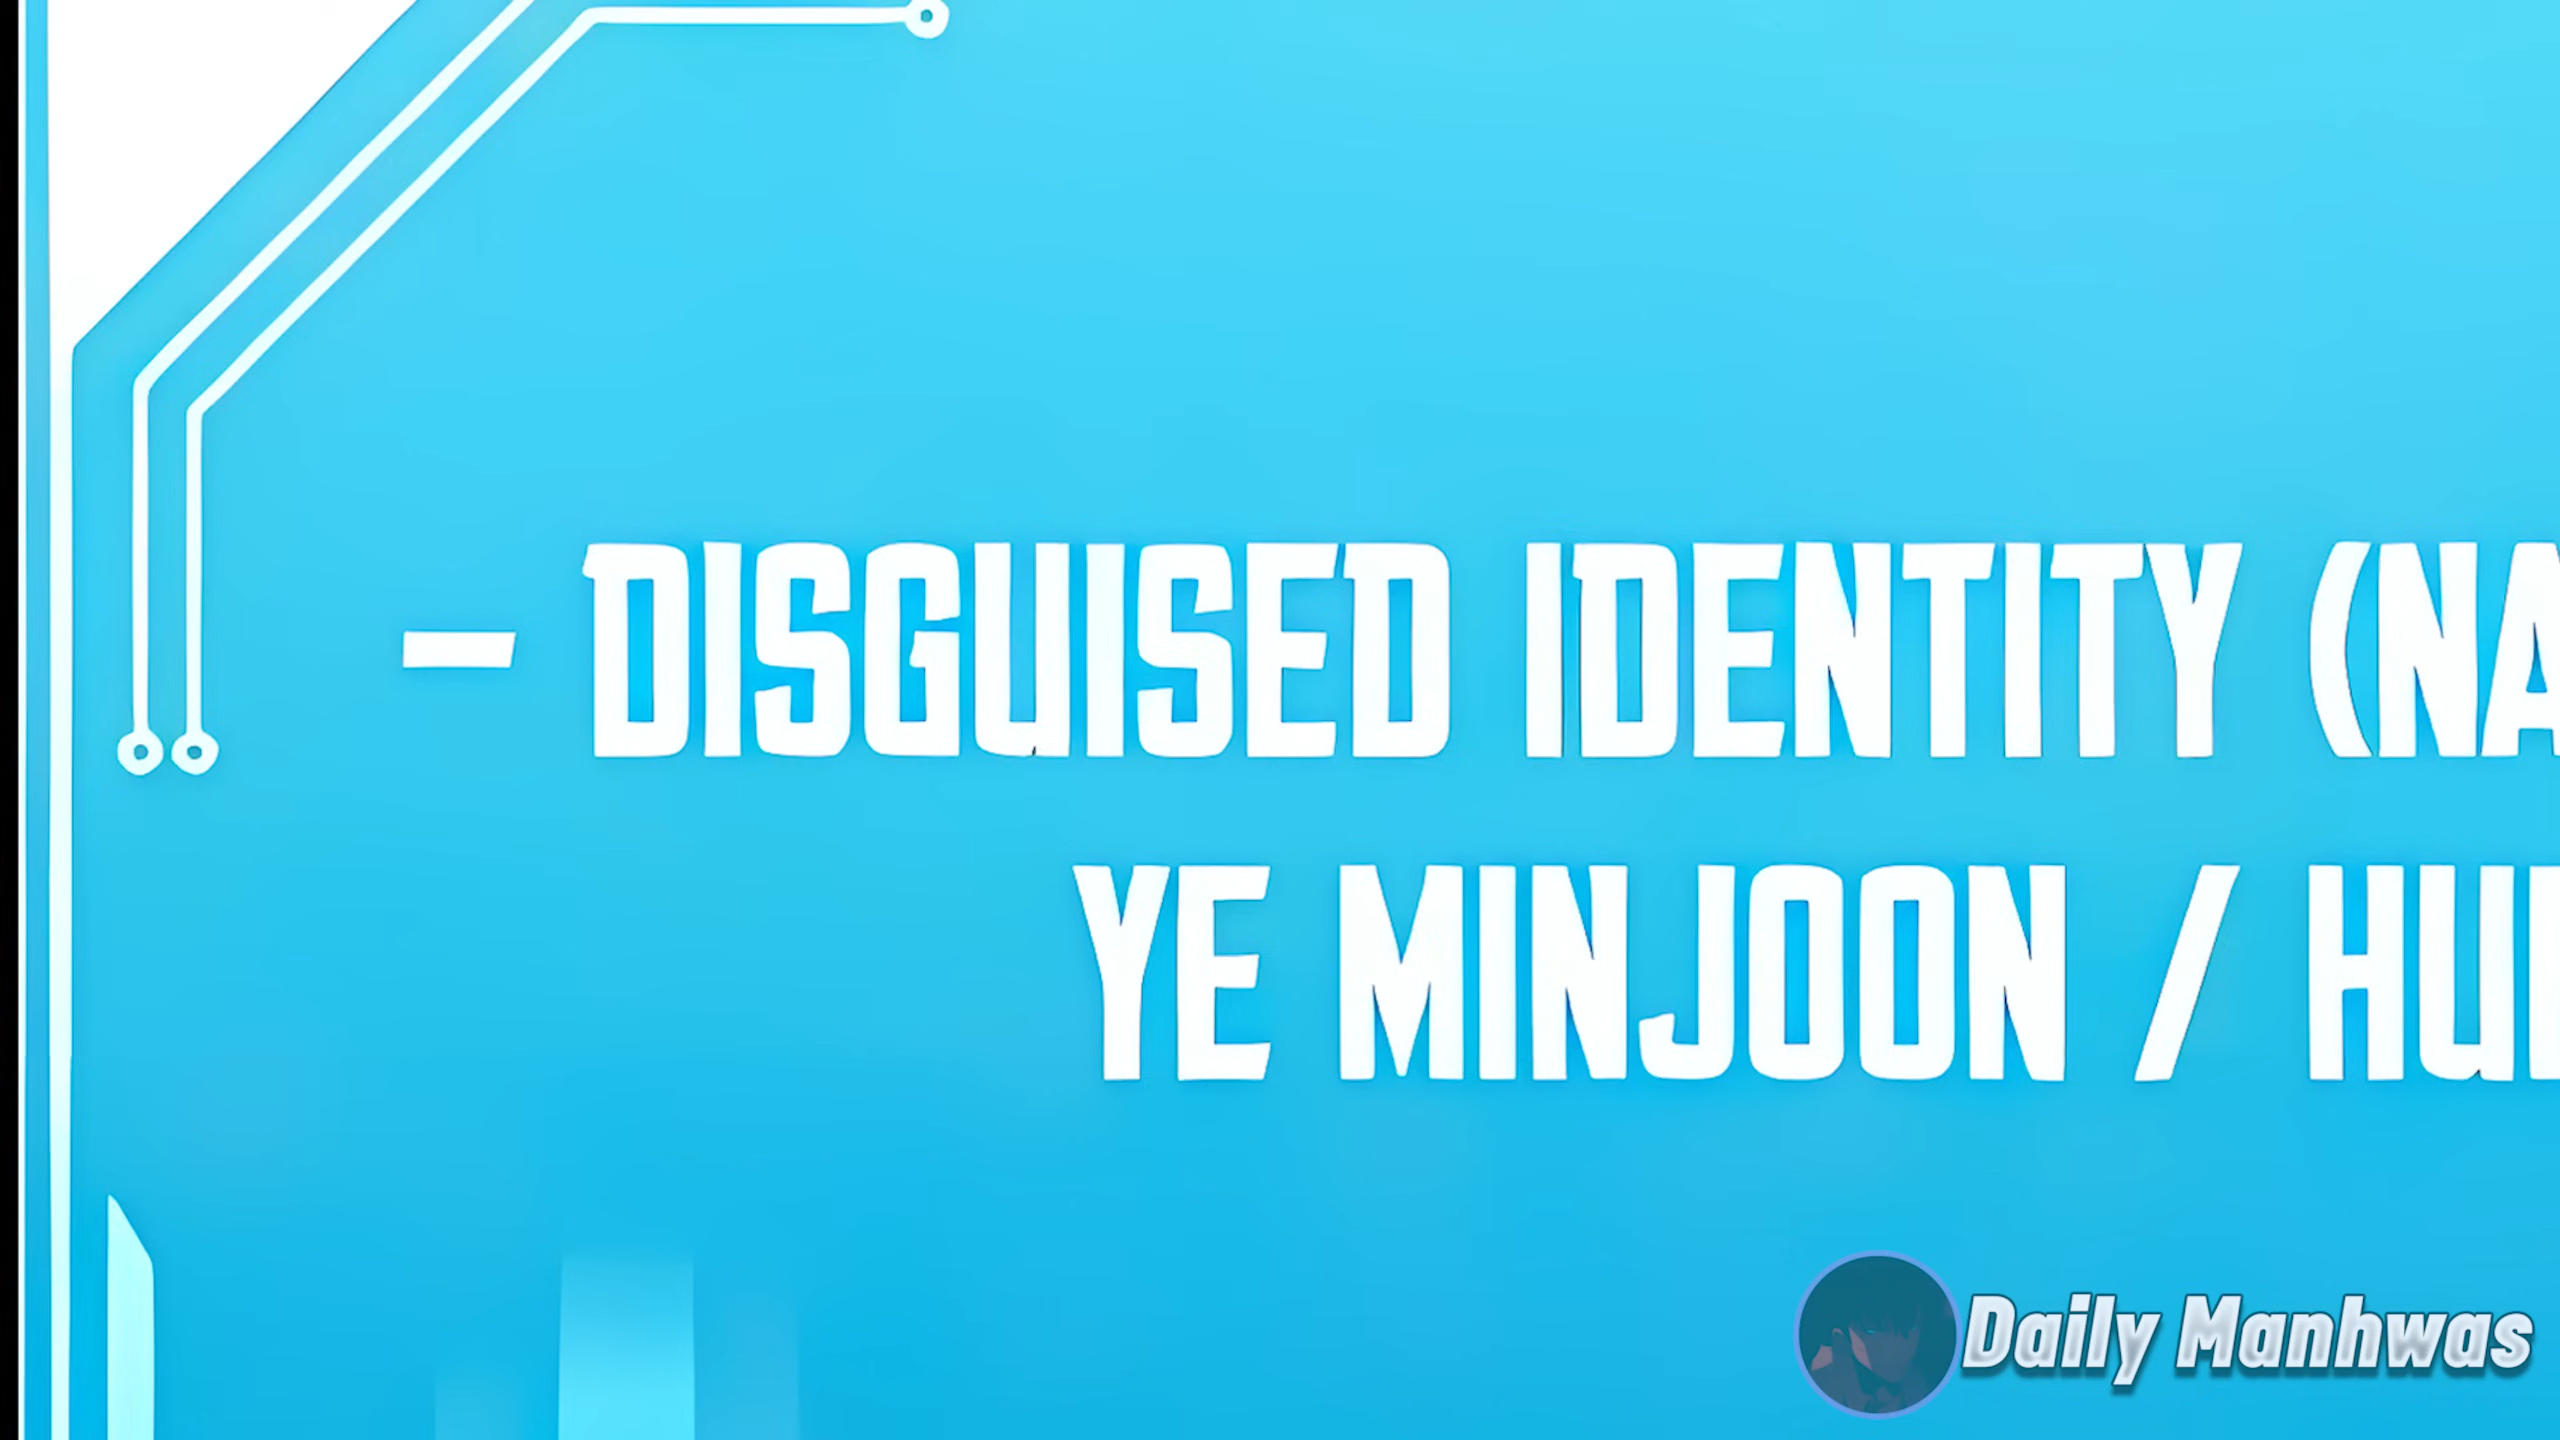 – DISGUISED IDENTITY (NA
YE MINJOON / HU
Daily Manhwas